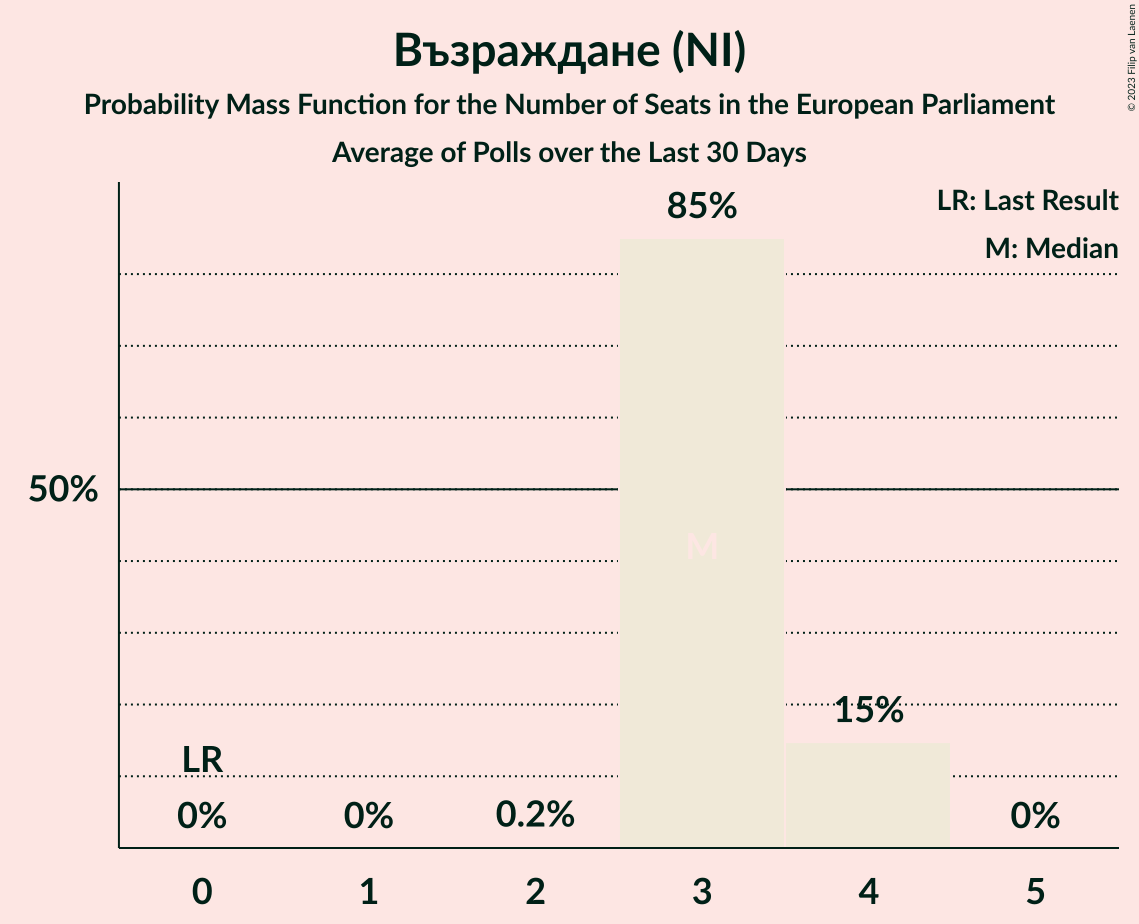 Възраждане (NI)
Probability Mass Function for the Number of Seats in the European Parliament
Average of Polls over the Last 30 Days
© 2023 Filip van Laenen
LR: Last Result
M: Median
85%
50%
M
15%
LR
0%
0%
0.2%
0%
0
1
2
3
4
5